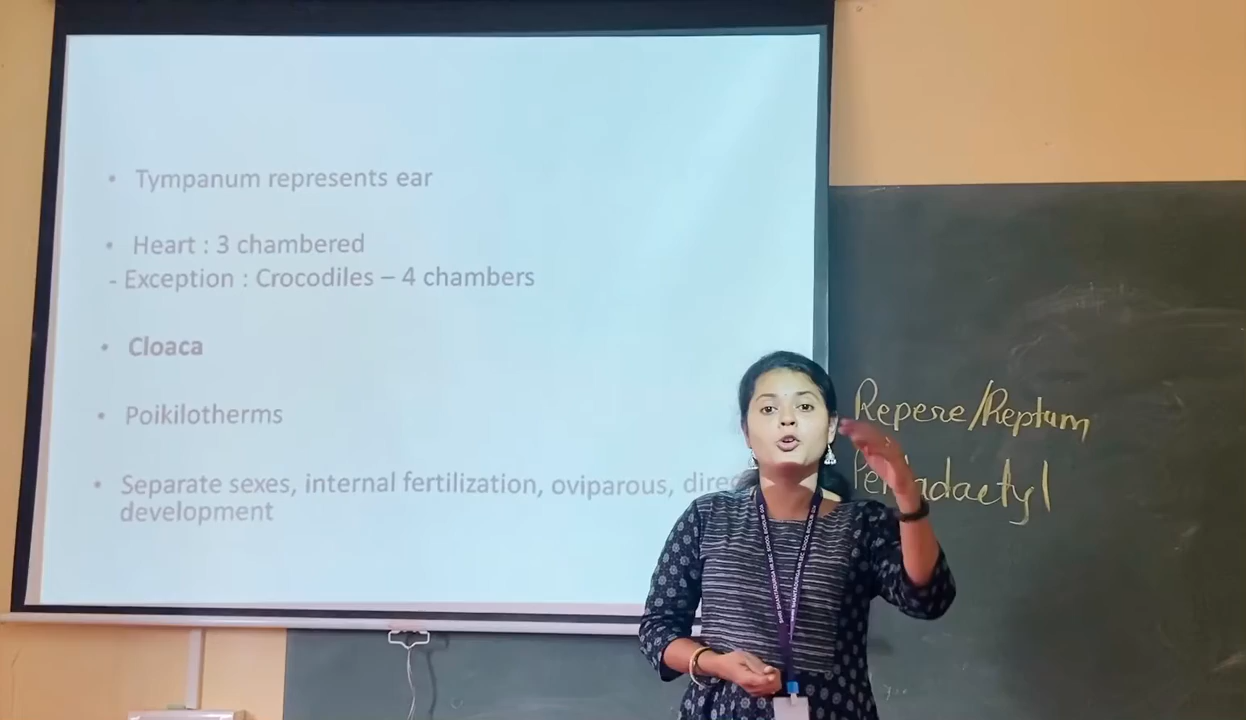 • Tympanum represents ear
• Heart : 3 chambered
- Exception : Crocodiles – 4 chambers
• Cloaca
• Poikilotherms
• Separate sexes, internal fertilization, oviparous,
development
Repere/Reptum